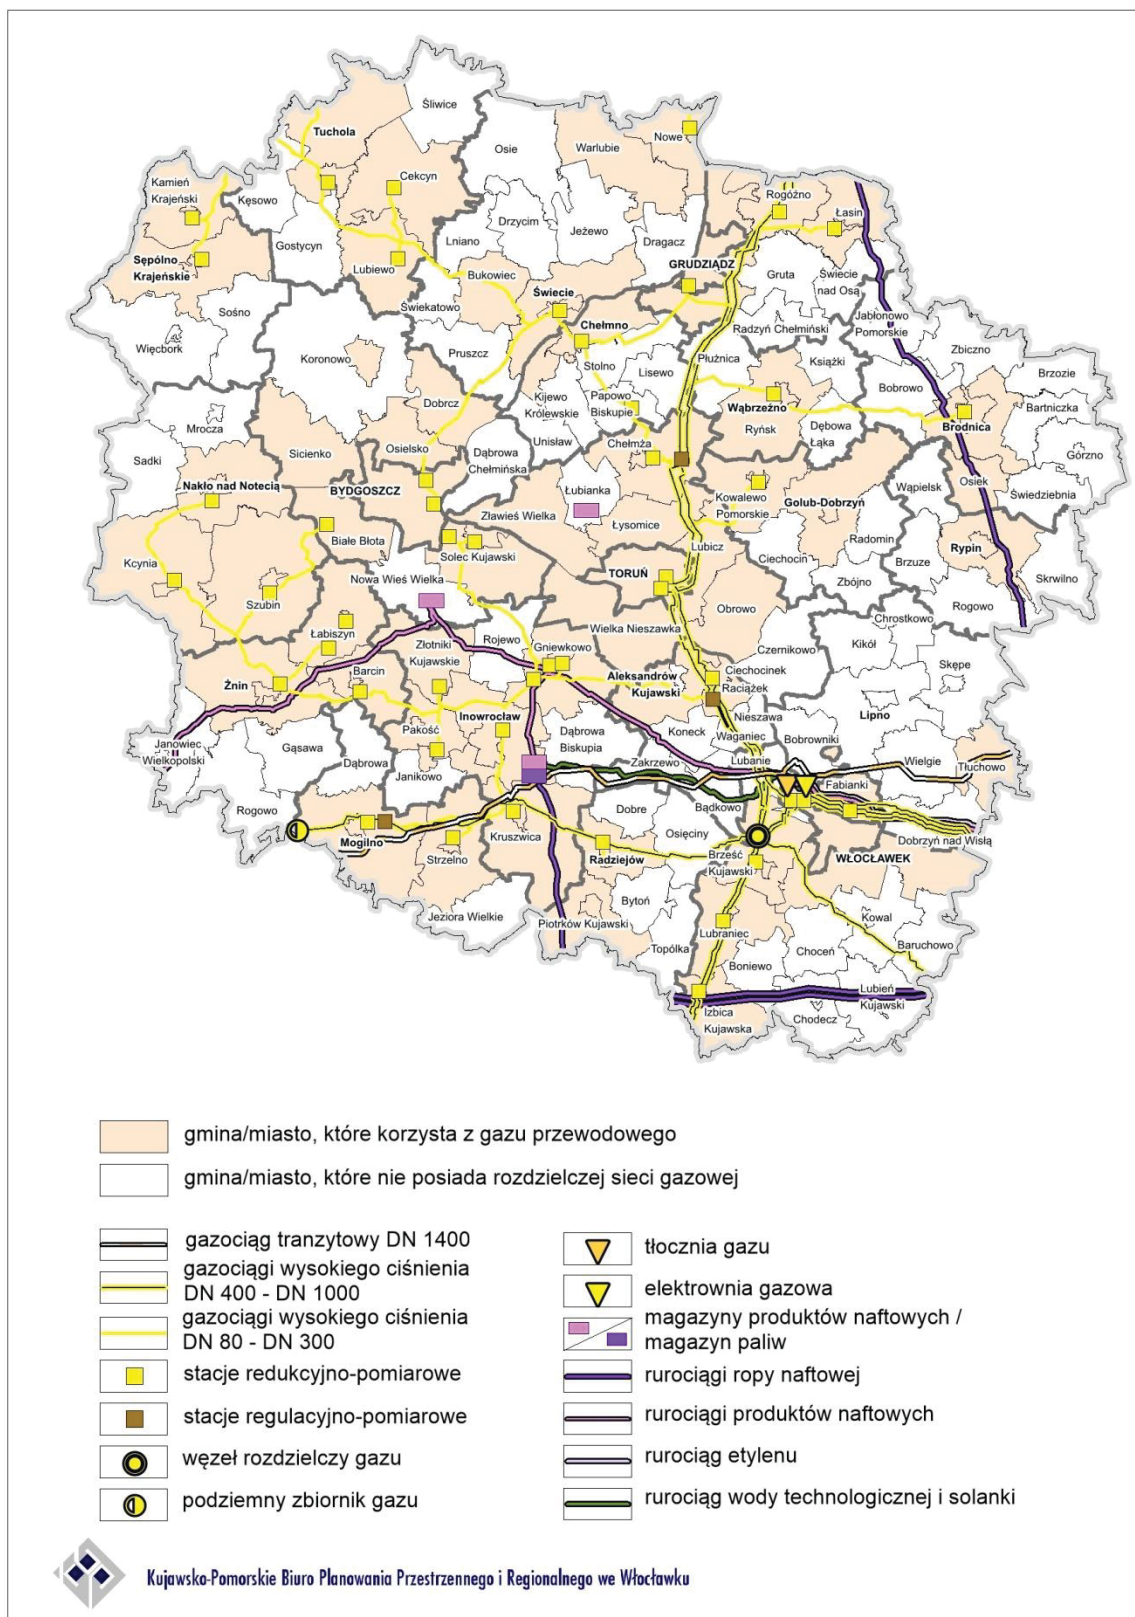 Śliwice
Tuchola
Osie
Warlubie
Nowe
Cekcyn
Kamień
Krajeński
Kęsowo
Rogóźno
Łasin
Drzycim
Jeżewo
Gostycyn
Lniano
Dragacz
Sępólno
Krajeńskie
Lubiewo
Bukowiec
GRUDZIĄDZ
Gruta
Świecie
nad Osą
Świecie
Świekatowo
Sośno
Chełmno
Jabłonowo
Pomorskie
Radzyń Chełmiński
Więcbork
Koronowo
Pruszcz
Płużnica
Książki
Zbiczno
Stolno
Lisewo
Brzozie
Bobrowo
Dobrcz
Kijewo
Królewskie
Papowo
Biskupie
Wąbrzeźno
Bartniczka
Mrocza
Ryńsk
Dębowa
Łąka
Brodnica
Sicienko
Osielsko
Unisław
Chełmża
Górzno
Sadki
Dąbrowa
Chełmińska
Nakło nad Notecią
BYDGOSZCZ
Łubianka
Kowalewo
Pomorskie
Golub-Dobrzyń
Wąpielsk
Osiek
Świedziebnia
Zławieś Wielka
Łysomice
Białe Błota
Solec Kujawski
Lubicz
Radomin
Rypin
Kcynia
Ciechocin
Brzuze
TORUŃ
Zbójno
Skrwilno
Nowa Wieś Wielka
Szubin
Obrowo
Rogowo
Łabiszyn
Rojewo
Wielka Nieszawka
Chrostkowo
Złotniki
Kujawskie
Czernikowo
Kikół
Gniewkowo
Skępe
Barcin
Aleksandrów
Kujawski
Ciechocinek
Raciążek
Żnin
Inowrocław
Lipno
Nieszawa
Pakość
Dąbrowa
Biskupia
Koneck
Waganiec
Janowiec
Wielkopolski
Gąsawa
Bobrowniki
Dąbrowa
Janikowo
Zakrzewo
Lubanie
Wielgie
Tłuchowo
Fabianki
Rogowo
Dobre
Bądkowo
Kruszwica
Osięciny
Mogilno
Dobrzyń nad Wisłą
Strzelno
Radziejów
Brześć
Kujawski
WŁOCŁAWEK
Bytoń
Jeziora Wielkie
Kowal
Piotrków Kujawski
Lubraniec
Topólka
Choceń
Baruchowo
Boniewo
Lubień
Kujawski
Izbica
Kujawska
Chodecz
gmina/miasto, które korzysta z gazu przewodowego
gmina/miasto, które nie posiada rozdzielczej sieci gazowej
gazociąg tranzytowy DN 1400
gazociągi wysokiego ciśnienia
DN 400 - DN 1000
gazociągi wysokiego ciśnienia
DN 80 - DN 300
stacje redukcyjno-pomiarowe
stacje regulacyjno-pomiarowe
węzeł rozdzielczy gazu
podziemny zbiornik gazu
tłocznia gazu
elektrownia gazowa
magazyny produktów naftowych /
magazyn paliw
rurociągi ropy naftowej
rurociągi produktów naftowych
rurociąg etylenu
rurociąg wody technologicznej i solanki
Kujawsko-Pomorskie Biuro Planowania Przestrzennego i Regionalnego we Włocławku